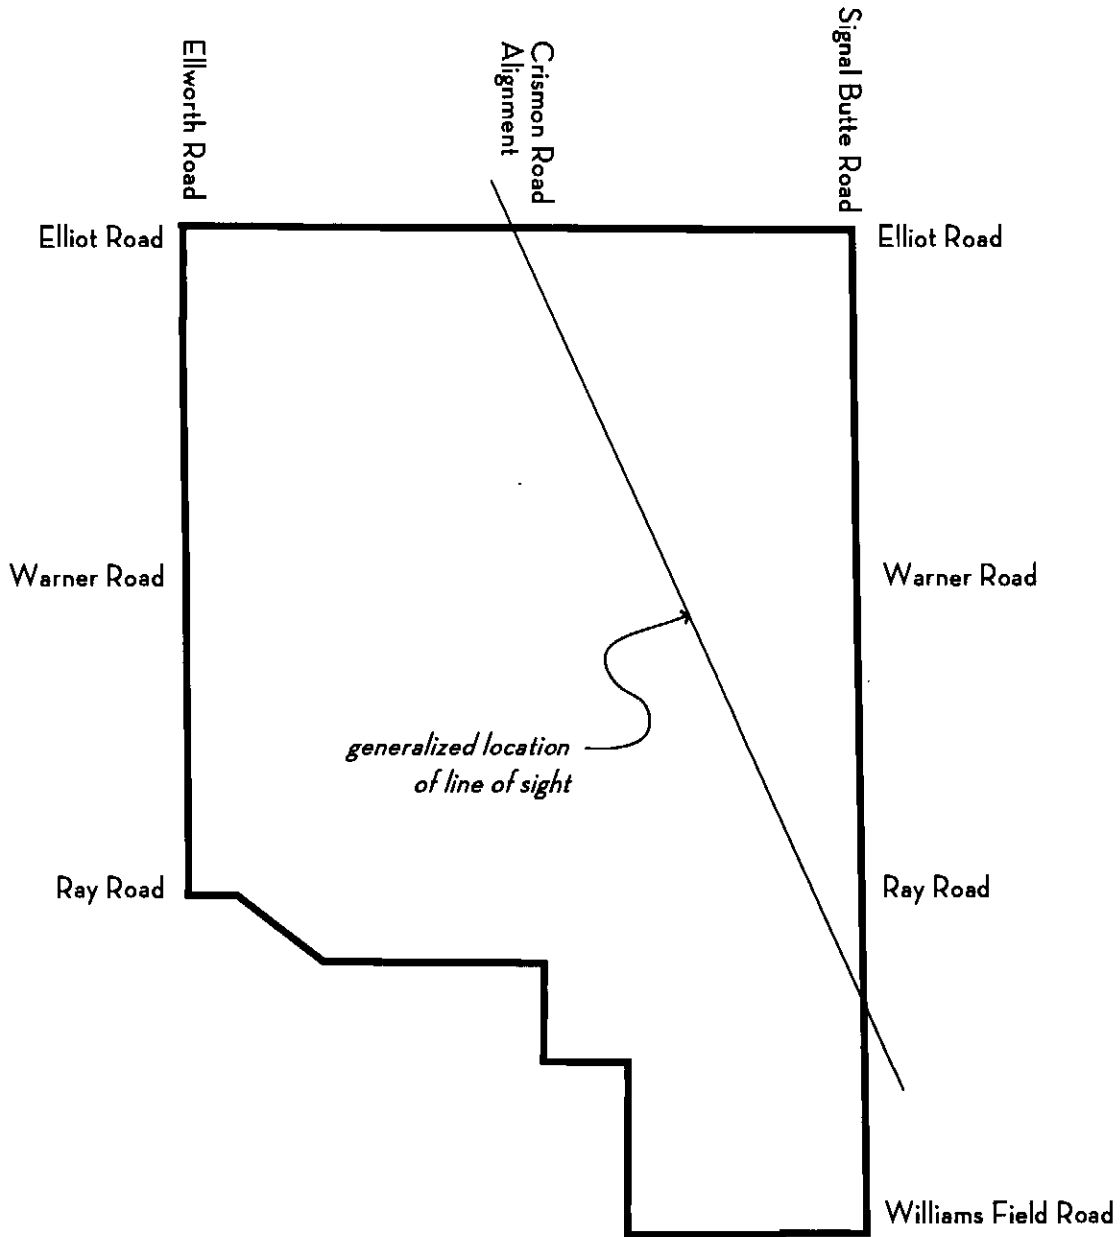 Ellworth Road
Crismon Road
Alignment
Signal Butte Road
Elliot Road
Elliot Road
Warner Road
Warner Road
generalized location
of line of sight
Ray Road
Ray Road
Williams Field Road